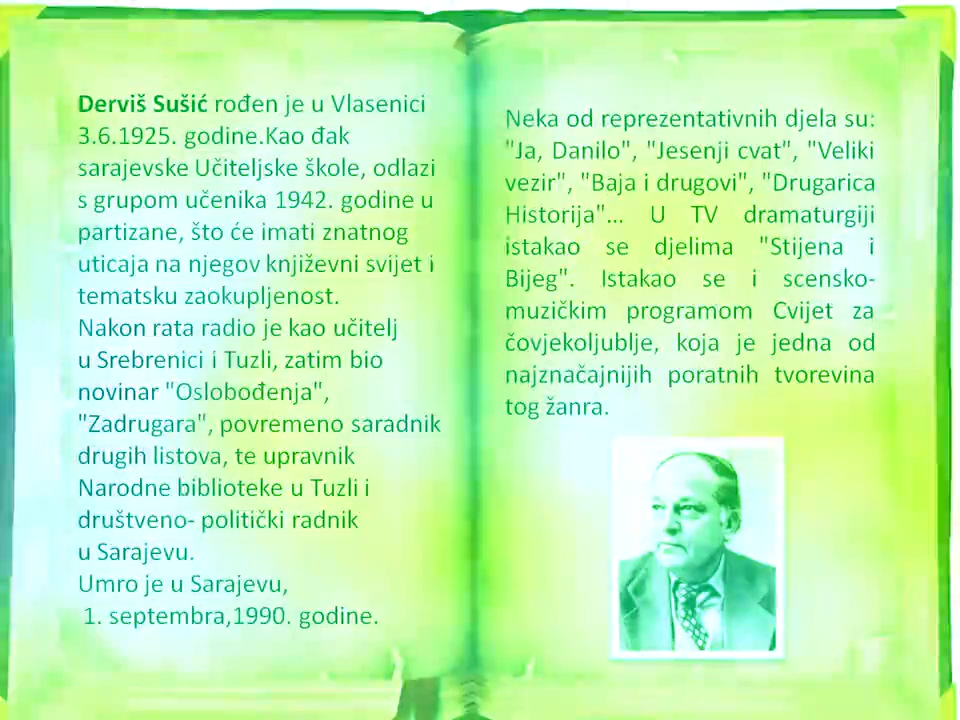 Derviš Sušić rođen je u Vlasenici
3.6.1925. godine.Kao đak
sarajevske Učiteljske škole, odlazi
s grupom učenika 1942. godine u
partizane, što će imati znatnog
uticaja na njegov književni svijet i
tematsku zaokupljenost.
Nakon rata radio je kao učitelj
u Srebrenici i Tuzli, zatim bio
novinar "Oslobođenja",
"Zadrugara", povremeno saradnik
drugih listova, te upravnik
Narodne biblioteke u Tuzli i
društveno- politički radnik
u Sarajevu.
Umro je u Sarajevu,
1. septembra,1990. godine.
Neka od reprezentativnih djela su:
"Ja, Danilo", "Jesenji cvat", "Veliki
vezir", "Baja i drugovi", "Drugarica
Historija"... U TV dramaturgiji
istakao se djelima "Stijena i
Bijeg". Istakao se i scensko-
muzičkim programom Cvijet za
čovjekoljublje, koja je jedna od
najznačajnijih poratnih tvorevina
tog žanra.